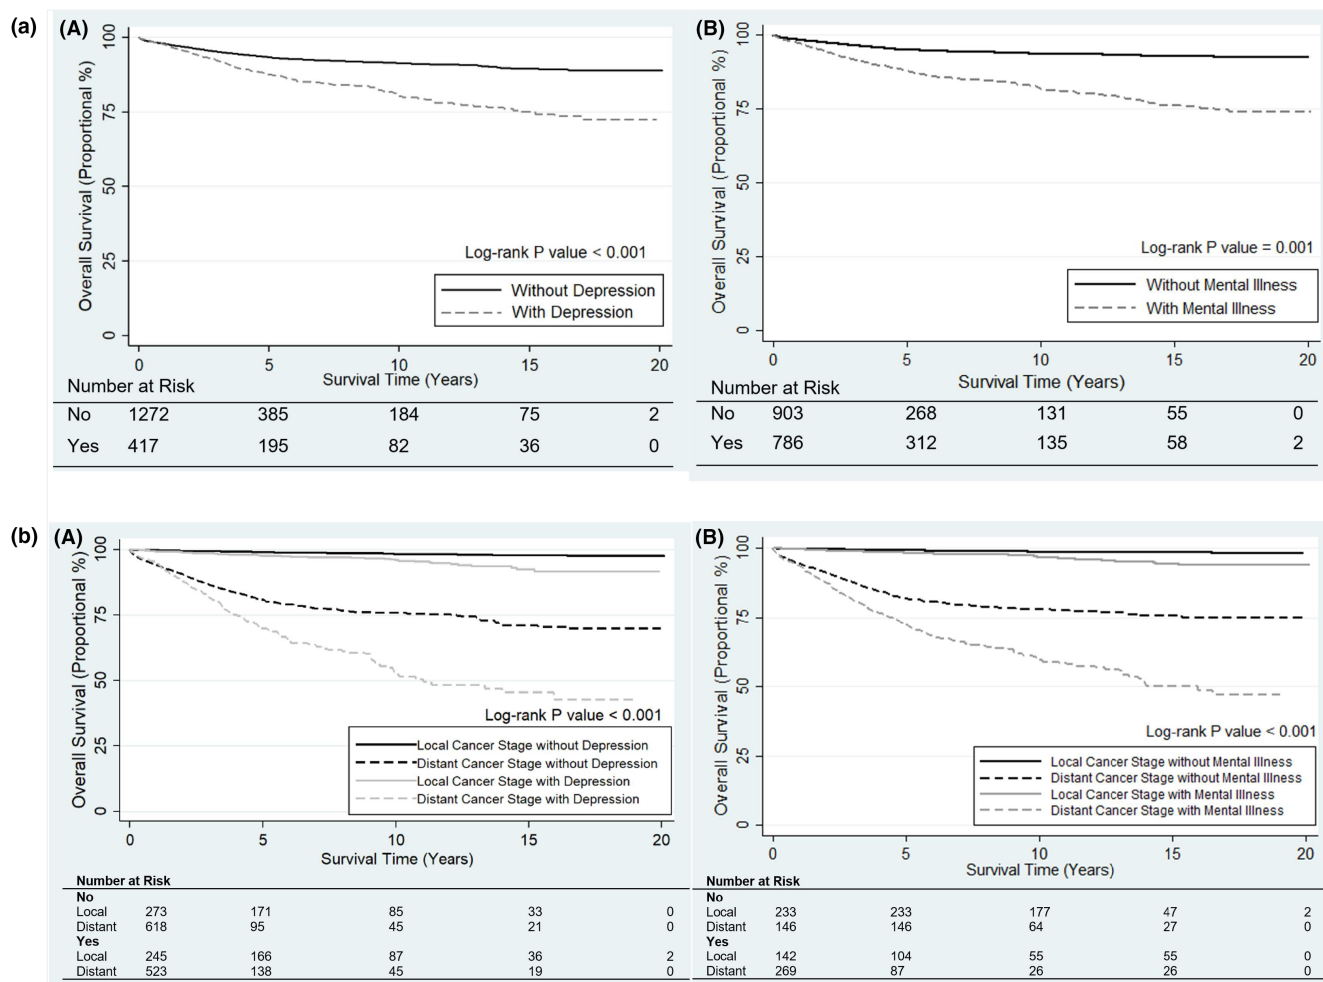 (a)
(A)
Overall Survival (Proportional %)
100
75
50
25
0
Log-rank P value < 0.001
Without Depression
With Depression
0 5 10 15 20
Survival Time (Years)
Number at Risk
No 1272 385 184 75 2
Yes 417 195 82 36 0
(B)
Overall Survival (Proportional %)
100
75
50
25
0
Log-rank P value = 0.001
Without Mental Illness
With Mental Illness
0 5 10 15 20
Survival Time (Years)
Number at Risk
No 903 268 131 55 0
Yes 786 312 135 58 2
(b)
(A)
Overall Survival (Proportional %)
100
75
50
25
0
Log-rank P value < 0.001
Local Cancer Stage without Depression
Distant Cancer Stage without Depression
Local Cancer Stage with Depression
Distant Cancer Stage with Depression
0 5 10 15 20
Survival Time (Years)
Number at Risk
No
Local 273 171 85 33 0
Distant 618 95 45 21 0
Yes
Local 245 166 87 36 2
Distant 523 138 45 19 0
(B)
Overall Survival (Proportional %)
100
75
50
25
0
Log-rank P value < 0.001
Local Cancer Stage without Mental Illness
Distant Cancer Stage without Mental Illness
Local Cancer Stage with Mental Illness
Distant Cancer Stage with Mental Illness
0 5 10 15 20
Survival Time (Years)
Number at Risk
No
Local 233 233 177 47 2
Distant 146 146 64 27 0
Yes
Local 142 104 55 55 0
Distant 269 87 26 26 0